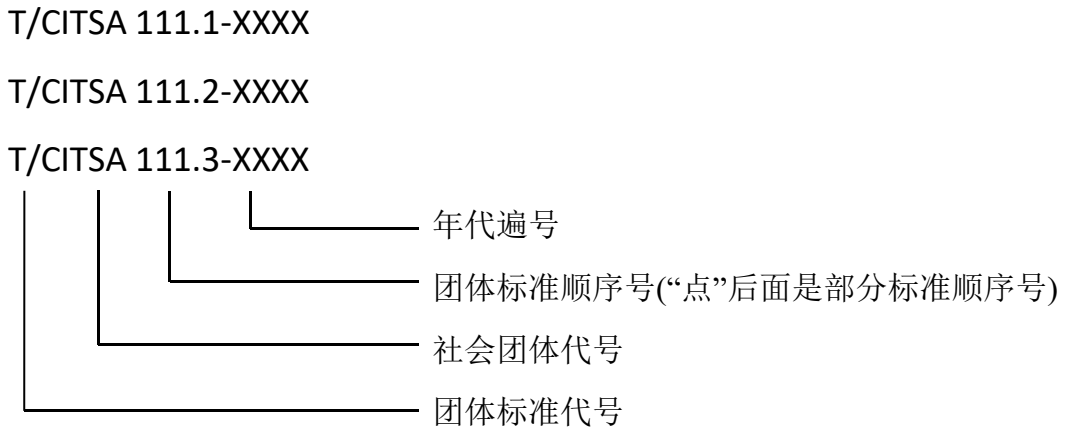 T/CITSA 111.1-XXXX
T/CITSA 111.2-XXXX
T/CITSA 111.3-XXXX
年代遍号
团体标准顺序号(“点”后面是部分标准顺序号)
社会团体代号
团体标准代号